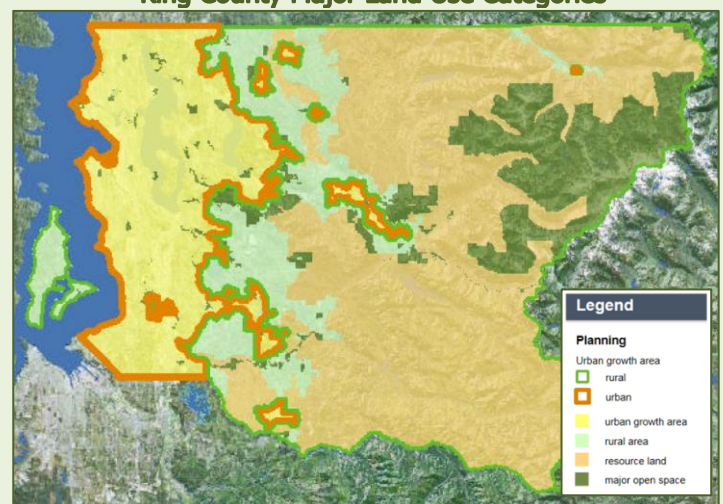 King County Major Land Use Categories
Legend
Planning
Urban growth area
rural
urban
urban growth area
rural area
resource land
major open space